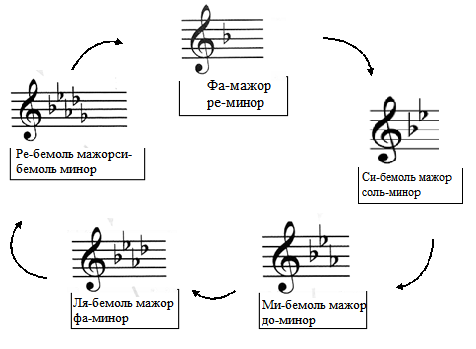 Фа-мажор
ре-минор
Си-бемоль мажор
соль-минор
Ми-бемоль мажор
до-минор
Ля-бемоль мажор
фа-минор
Ре-бемоль мажорси-
бемоль минор